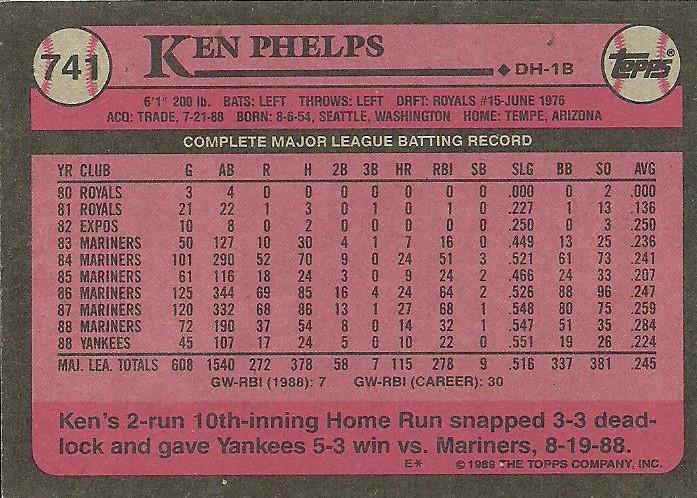 741
KEN PHELPS
DH-1B
TOPPS®
6'1" 200 lb. BATS: LEFT THROWS: LEFT DRFT: ROYALS #15-JUNE 1976
ACQ: TRADE, 7-21-88 BORN: 8-6-54, SEATTLE, WASHINGTON HOME: TEMPE, ARIZONA
COMPLETE MAJOR LEAGUE BATTING RECORD
YR CLUB G AB R H 2B 3B HR RBI SB SLG BB SO AVG
80 ROYALS 3 4 0 0 0 0 0 0 0 .000 0 2 .000
81 ROYALS 21 22 1 3 0 1 0 1 0 .227 1 13 .136
82 EXPOS 10 8 0 2 0 0 0 0 0 .250 0 3 .250
83 MARINERS 50 127 10 30 4 1 7 16 0 .449 13 25 .236
84 MARINERS 101 290 52 70 9 0 24 51 3 .521 61 73 .241
85 MARINERS 61 116 18 24 3 0 9 24 2 .466 24 33 .207
86 MARINERS 125 344 69 85 16 4 24 64 2 .526 88 96 .247
87 MARINERS 120 332 68 86 13 1 27 68 1 .548 80 75 .259
88 MARINERS 72 190 37 54 8 0 14 32 1 .547 51 35 .284
88 YANKEES 45 107 17 24 5 0 10 22 0 .551 19 26 .224
MAJ. LEA. TOTALS 608 1540 272 378 58 7 115 278 9 .516 337 381 .245
GW-RBI (1988): 7 GW-RBI (CAREER): 30
Ken's 2-run 10th-inning Home Run snapped 3-3 dead-
lock and gave Yankees 5-3 win vs. Mariners, 8-19-88.
E* © 1989 THE TOPPS COMPANY, INC.